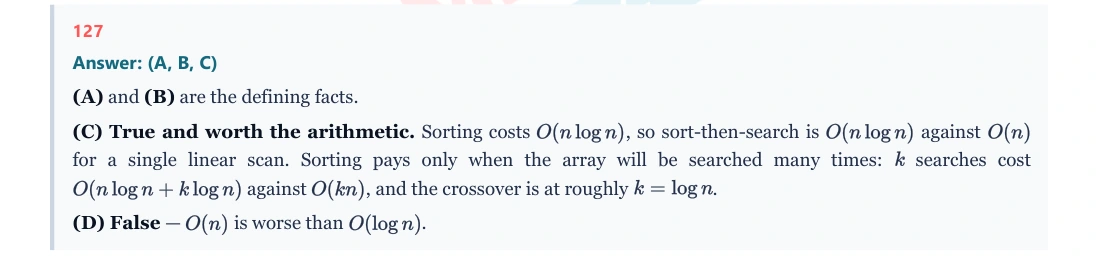 127
Answer: (A, B, C)
(A) and (B) are the defining facts.
(C) True and worth the arithmetic. Sorting costs O(n log n), so sort-then-search is O(n log n) against O(n)
for a single linear scan. Sorting pays only when the array will be searched many times: k searches cost
O(n log n + k log n) against O(kn), and the crossover is at roughly k = log n.
(D) False — O(n) is worse than O(log n).